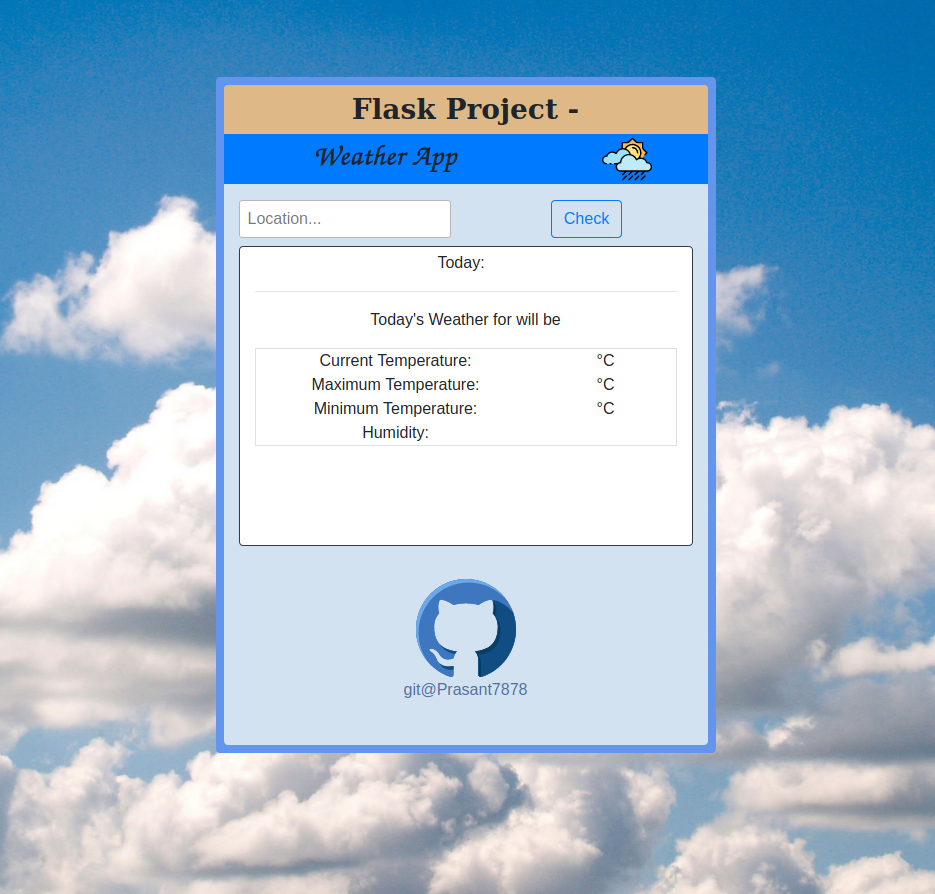 Flask Project -
Weather App
Location...
Check
Today:
Today's Weather for will be
Current Temperature: °C
Maximum Temperature: °C
Minimum Temperature: °C
Humidity:
git@Prasant7878